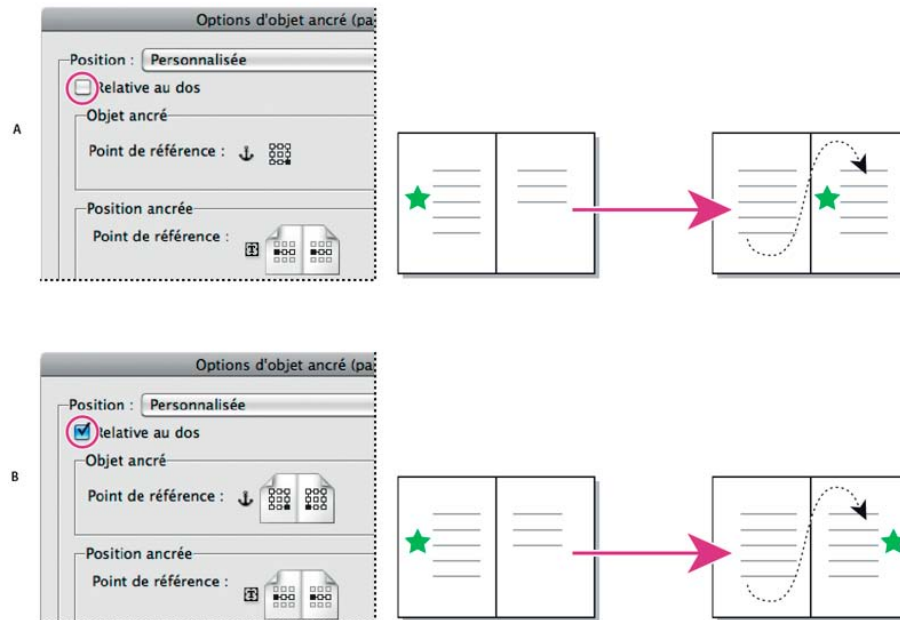 Options d'objet ancré (pa
Position : Personnalisée
Relative au dos
Objet ancré
A
Point de référence :
Position ancrée
Point de référence :
Options d'objet ancré (pa
Position : Personnalisée
Relative au dos
Objet ancré
B
Point de référence :
Position ancrée
Point de référence :